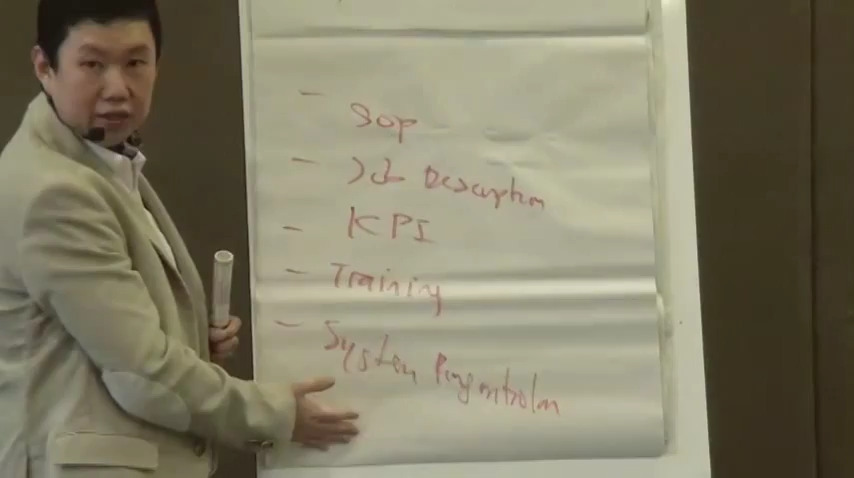 - SOP
- Job Description
- KPI
- Training
- System Pengontrolan